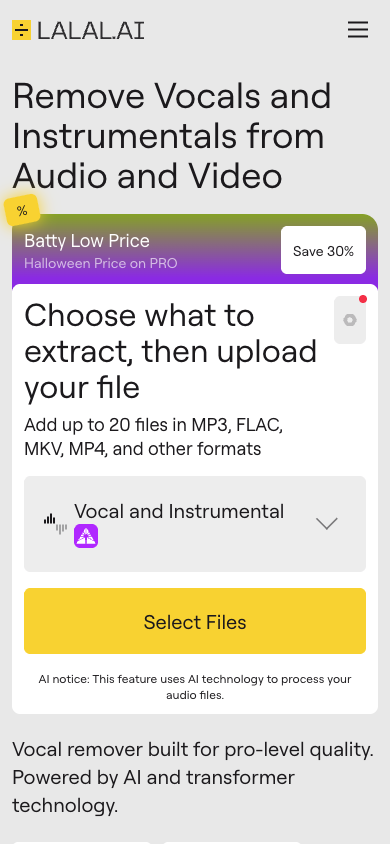 LALAL.AI
Remove Vocals and
Instrumentals from
Audio and Video
%
Batty Low Price
Halloween Price on PRO
Save 30%
Choose what to
extract, then upload
your file
Add up to 20 files in MP3, FLAC,
MKV, MP4, and other formats
Vocal and Instrumental
Select Files
AI notice: This feature uses AI technology to process your
audio files.
Vocal remover built for pro-level quality.
Powered by AI and transformer
technology.